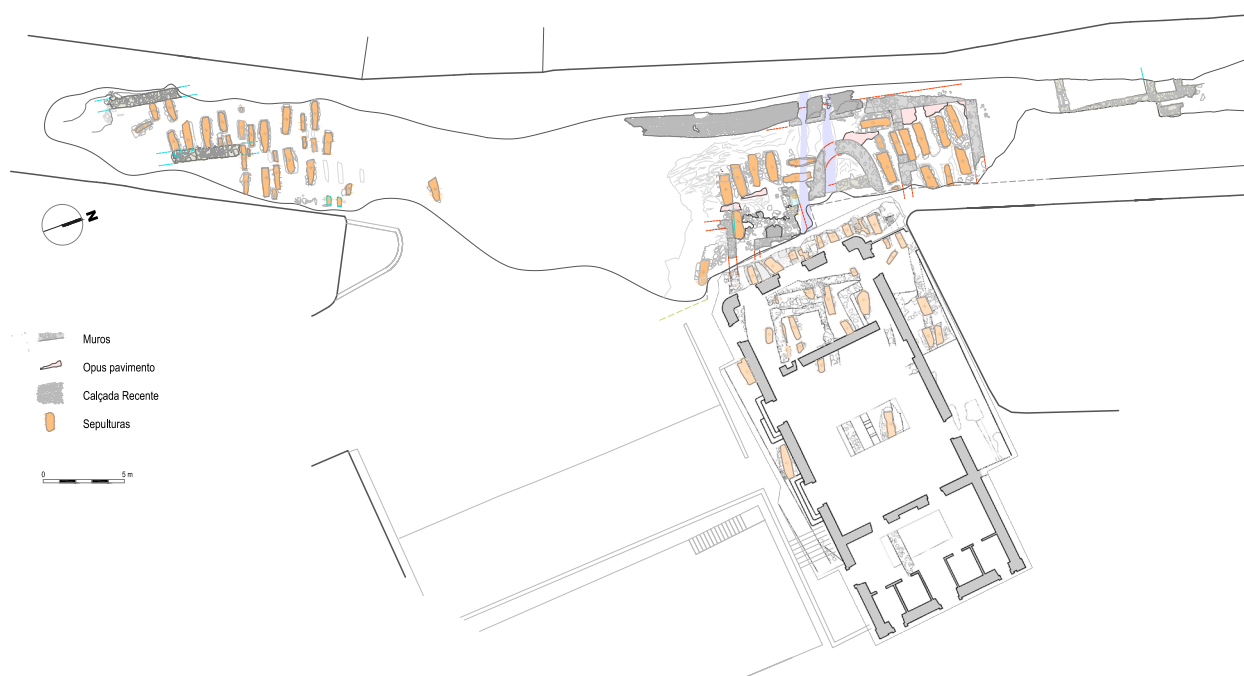 N
Muros
Opus pavimento
Calçada Recente
Sepulturas
0 5 m